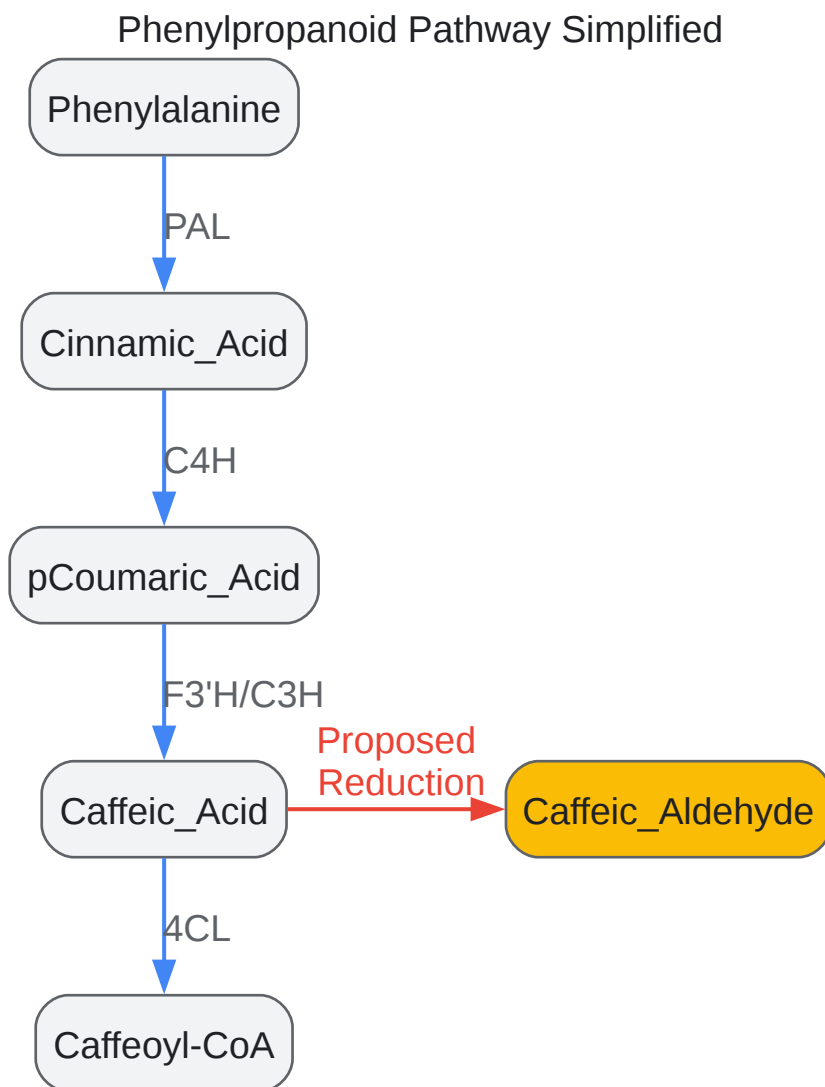 Phenylpropanoid Pathway Simplified
Phenylalanine
PAL
Cinnamic_Acid
C4H
pCoumaric_Acid
F3'H/C3H
Proposed
Reduction
Caffeic_Acid
Caffeic_Aldehyde
4CL
Caffeoyl-CoA